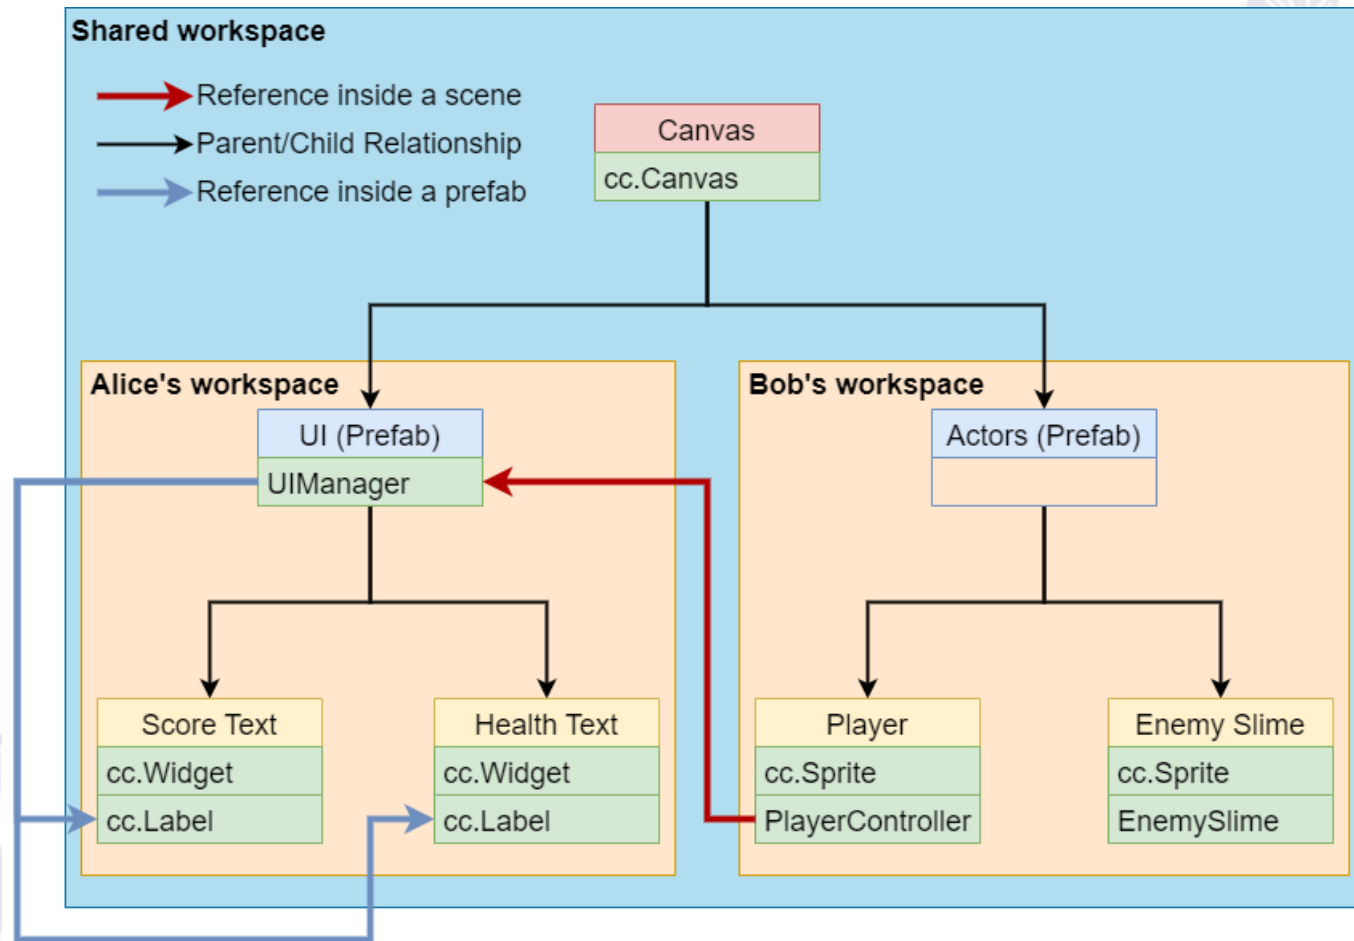 Shared workspace
Reference inside a scene
Parent/Child Relationship
Reference inside a prefab
Canvas
cc.Canvas
Alice's workspace
UI (Prefab)
UIManager
Score Text
cc.Widget
cc.Label
Health Text
cc.Widget
cc.Label
Bob's workspace
Actors (Prefab)
Player
cc.Sprite
PlayerController
Enemy Slime
cc.Sprite
EnemySlime